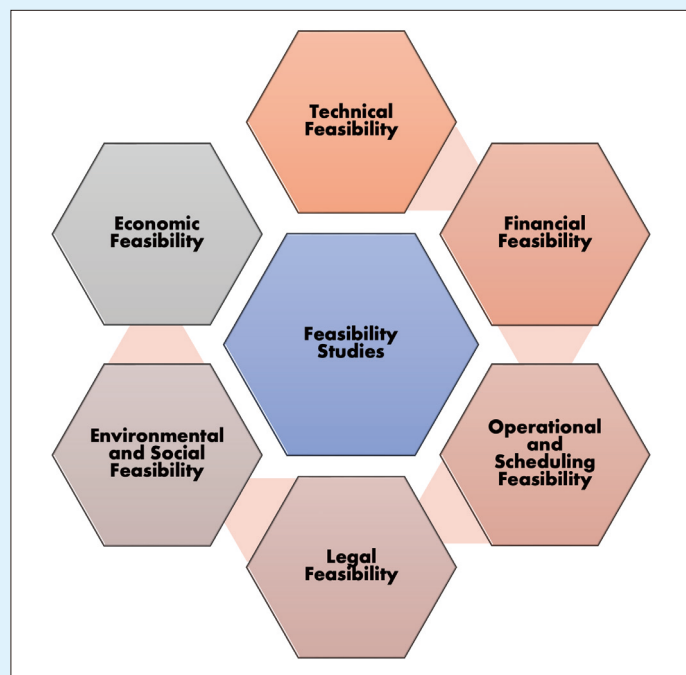 Technical
Feasibility
Economic
Feasibility
Financial
Feasibility
Feasibility
Studies
Environmental
and Social
Feasibility
Operational
and
Scheduling
Feasibility
Legal
Feasibility